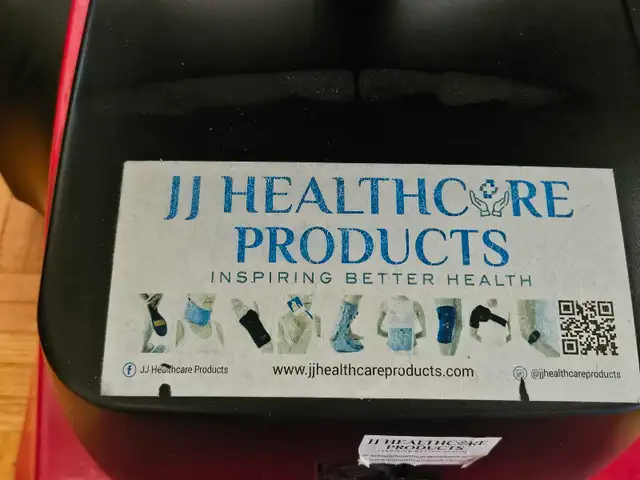 JJ HEALTHCARE
PRODUCTS
INSPIRING BETTER HEALTH
JJ Healthcare Products
www.jjhealthcareproducts.com
@jjhealthcareproducts
JJ HEALTHCARE
PRODUCTS